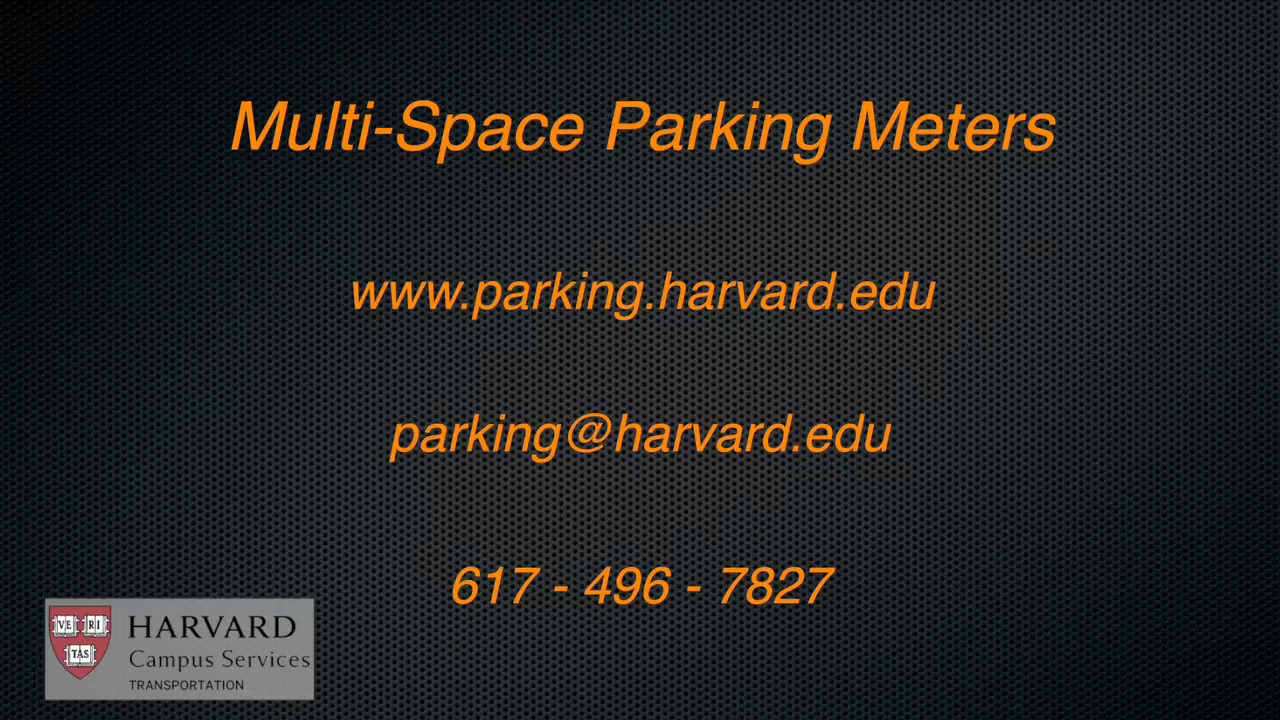 Multi-Space Parking Meters
www.parking.harvard.edu
parking@harvard.edu
617 - 496 - 7827
VE RI
TAS
HARVARD
Campus Services
TRANSPORTATION